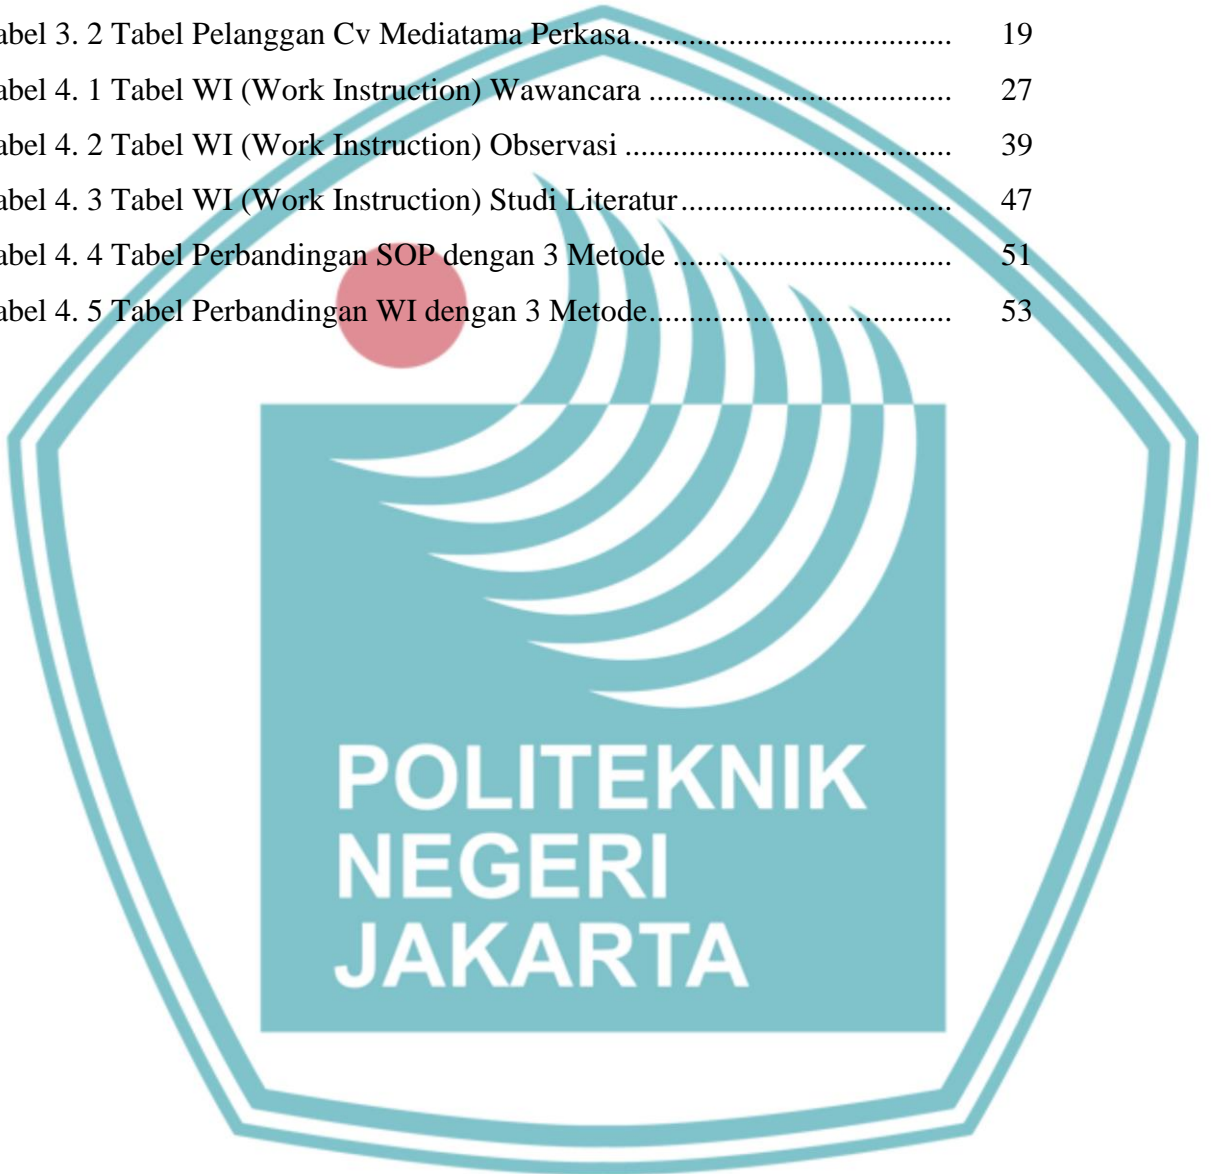 abel 3. 2 Tabel Pelanggan Cv Mediatama Perkasa.................................... 19
abel 4. 1 Tabel WI (Work Instruction) Wawancara .................................. 27
abel 4. 2 Tabel WI (Work Instruction) Observasi ..................................... 39
abel 4. 3 Tabel WI (Work Instruction) Studi Literatur............................... 47
abel 4. 4 Tabel Perbandingan SOP dengan 3 Metode ............................... 51
abel 4. 5 Tabel Perbandingan WI dengan 3 Metode.................................. 53
POLITEKNIK
NEGERI
JAKARTA